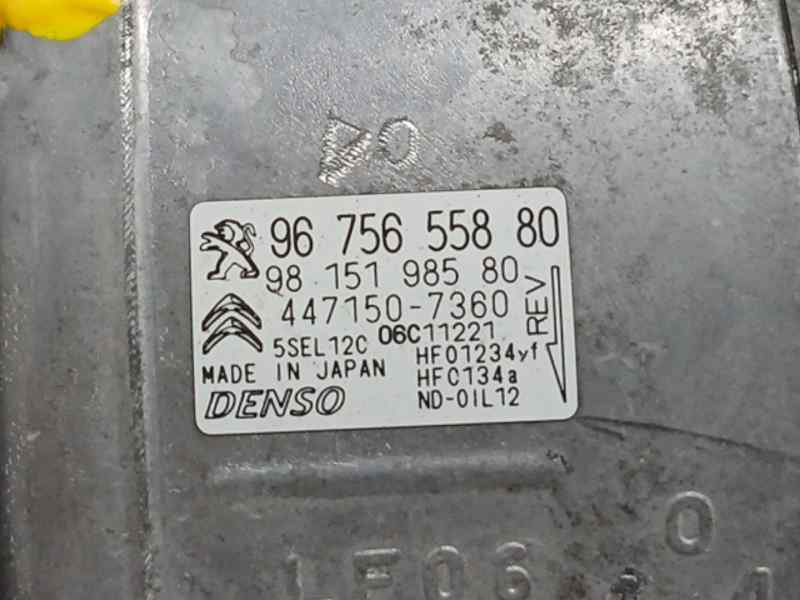 96 756 558 80
98 151 985 80
447150-7360
REV
5SEL12C 06C11221
HFO1234yf
MADE IN JAPAN
HFC134a
DENSO
ND-OIL12